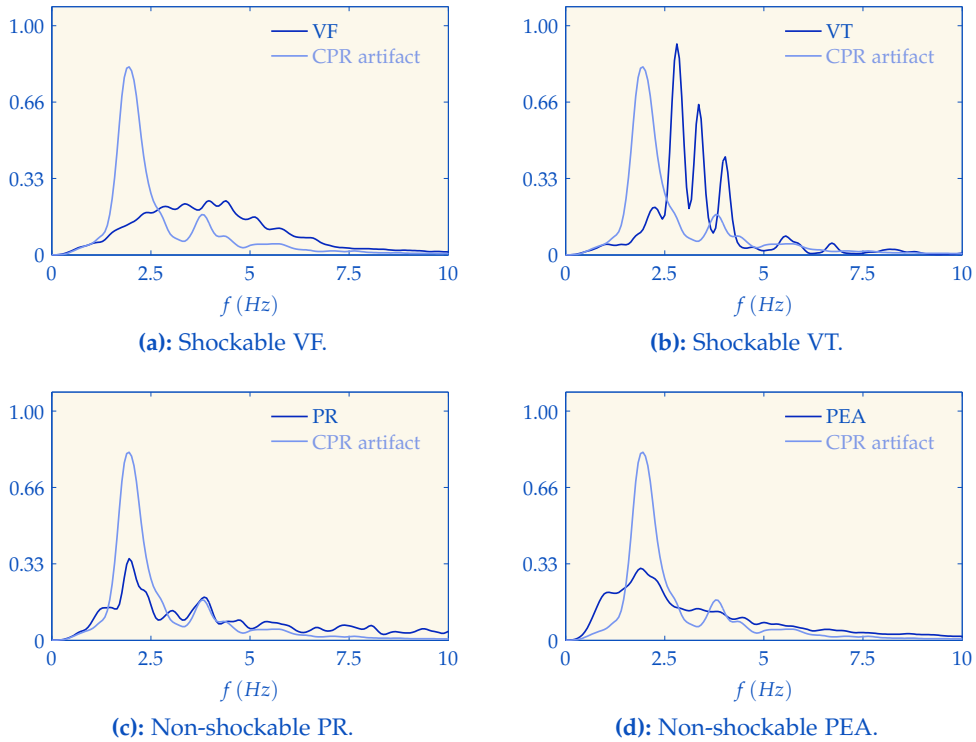 1.00
0.66
0.33
0
VF
CPR artifact
0 2.5 5 7.5 10
f (Hz)
(a): Shockable VF.
1.00
0.66
0.33
0
VT
CPR artifact
0 2.5 5 7.5 10
f (Hz)
(b): Shockable VT.
1.00
0.66
0.33
0
PR
CPR artifact
0 2.5 5 7.5 10
f (Hz)
(c): Non-shockable PR.
1.00
0.66
0.33
0
PEA
CPR artifact
0 2.5 5 7.5 10
f (Hz)
(d): Non-shockable PEA.